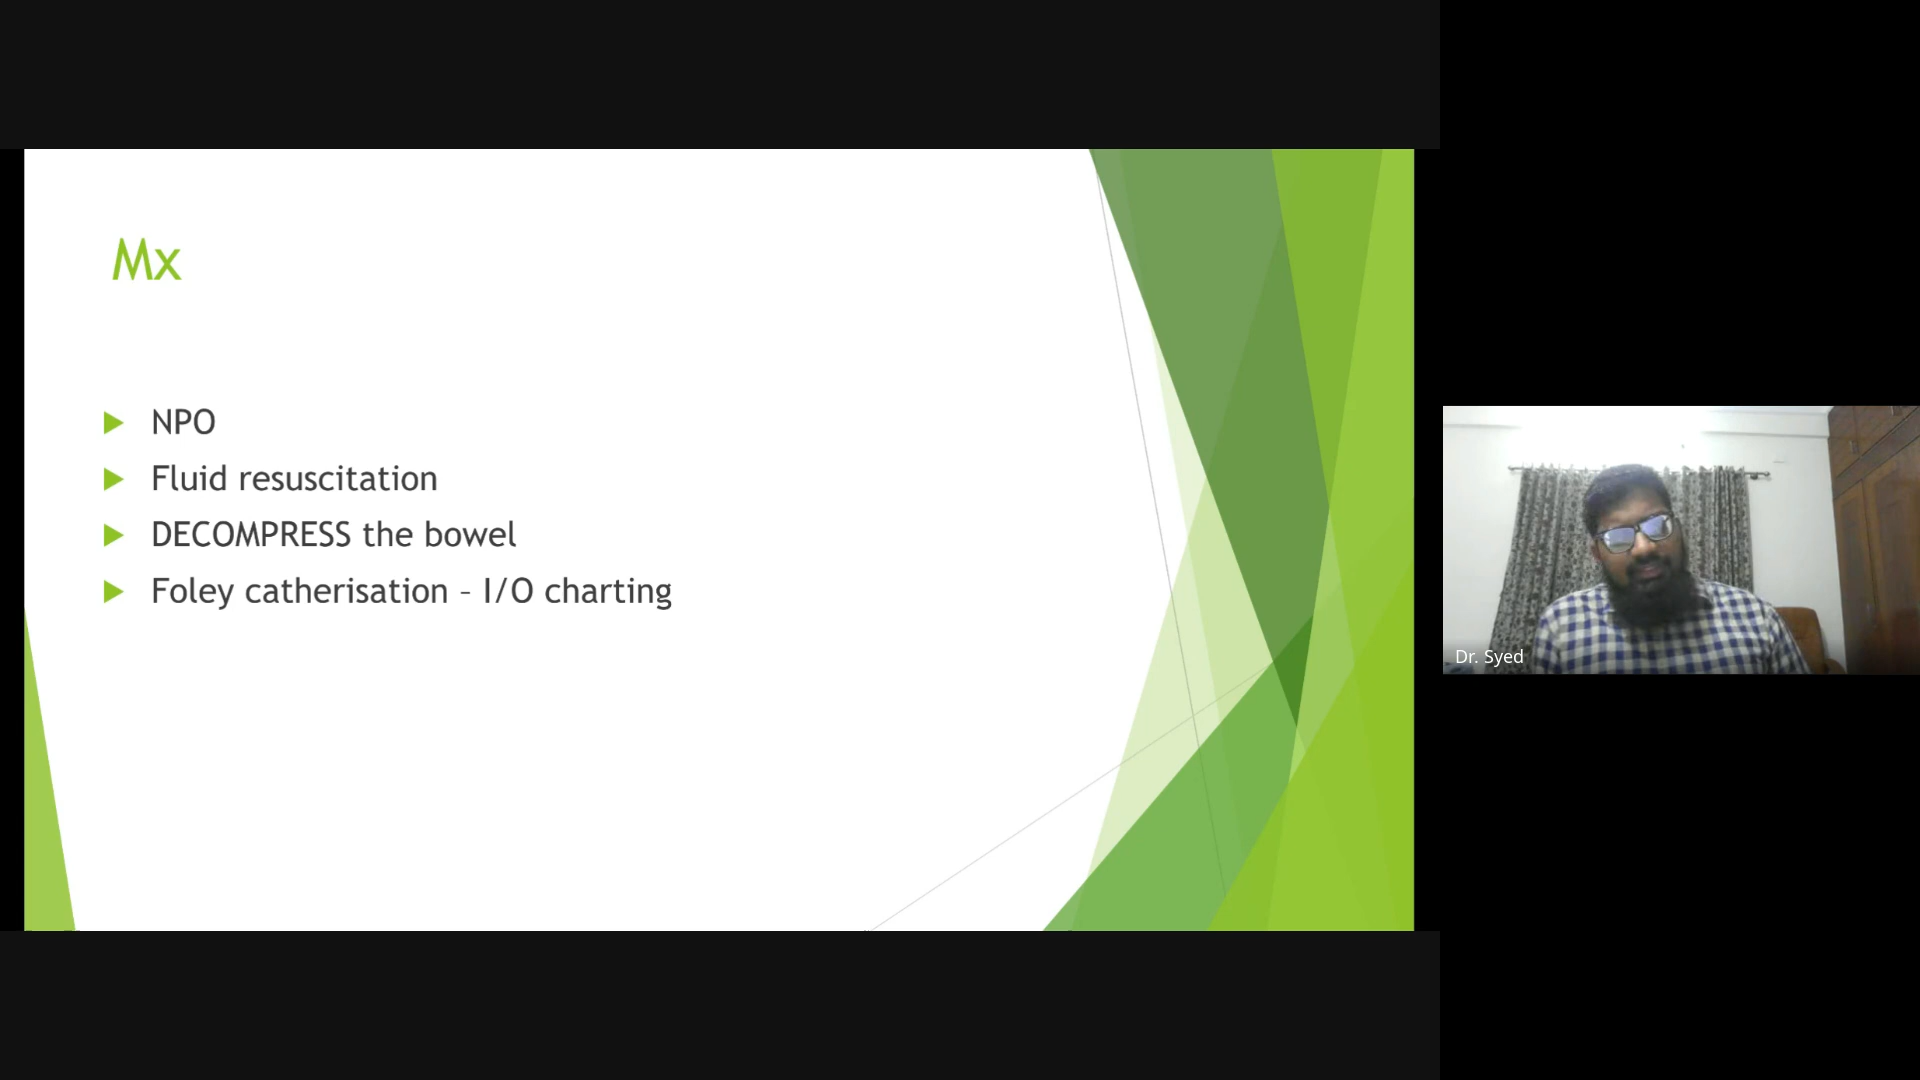 Mx
NPO
Fluid resuscitation
DECOMPRESS the bowel
Foley catherisation – I/O charting
Dr. Syed